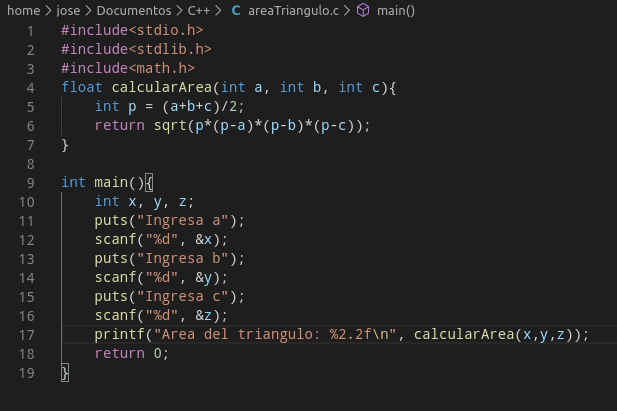 home > jose > Documentos > C++ > C areaTriangulo.c > main()
1 #include<stdio.h>
2 #include<stdlib.h>
3 #include<math.h>
4 float calcularArea(int a, int b, int c){
5     int p = (a+b+c)/2;
6     return sqrt(p*(p-a)*(p-b)*(p-c));
7 }
8
9 int main(){
10     int x, y, z;
11     puts("Ingresa a");
12     scanf("%d", &x);
13     puts("Ingresa b");
14     scanf("%d", &y);
15     puts("Ingresa c");
16     scanf("%d", &z);
17     printf("Area del triangulo: %2.2f\n", calcularArea(x,y,z));
18     return 0;
19 }